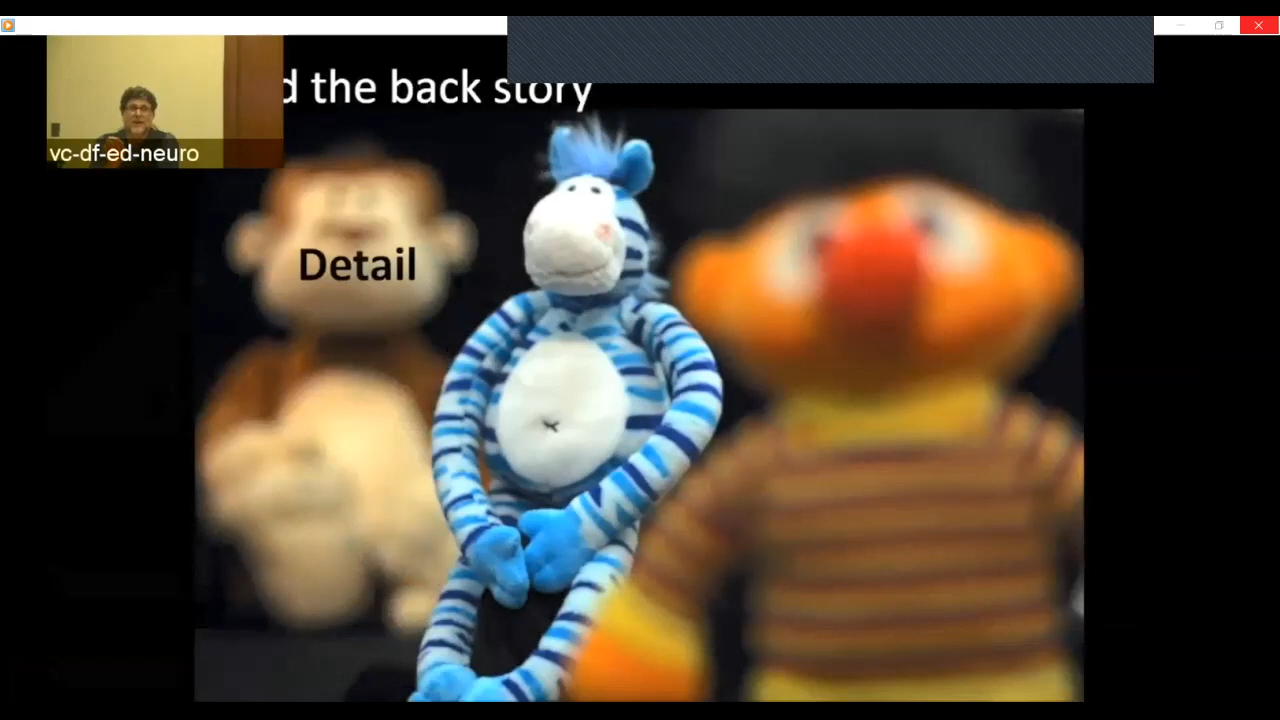 d the back story
vc-df-ed-neuro
Detail